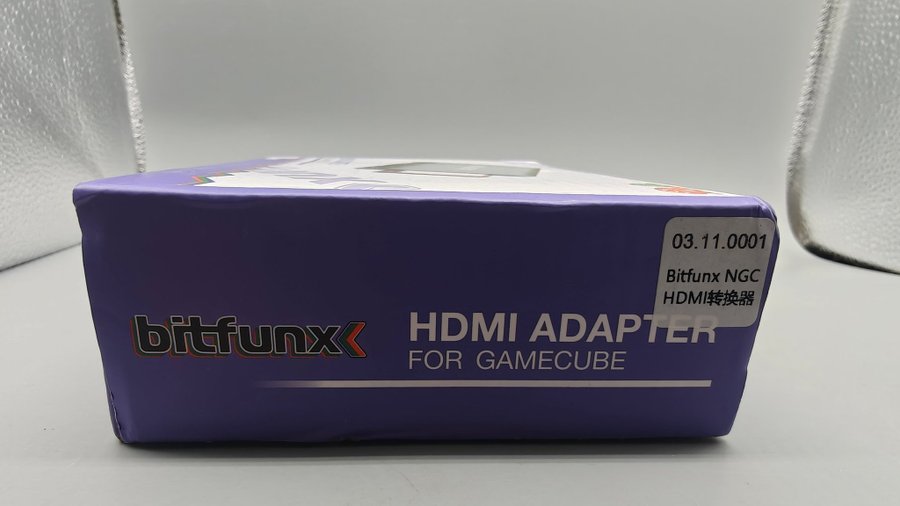 03.11.0001
Bitfunx NGC
HDMI转换器
bitfunx
HDMI ADAPTER
FOR GAMECUBE